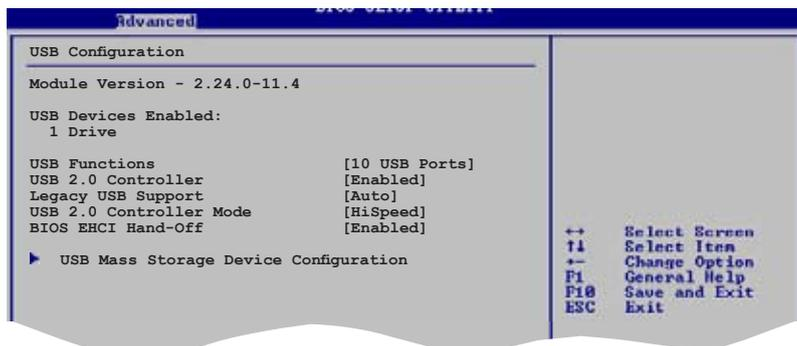 Advanced
USB Configuration
Module Version - 2.24.0-11.4
USB Devices Enabled:
1 Drive
USB Functions [10 USB Ports]
USB 2.0 Controller [Enabled]
Legacy USB Support [Auto]
USB 2.0 Controller Mode [HiSpeed]
BIOS EHCI Hand-Off [Enabled]
USB Mass Storage Device Configuration
↔ Select Screen
↑↓ Select Item
+- Change Option
F1 General Help
F10 Save and Exit
ESC Exit